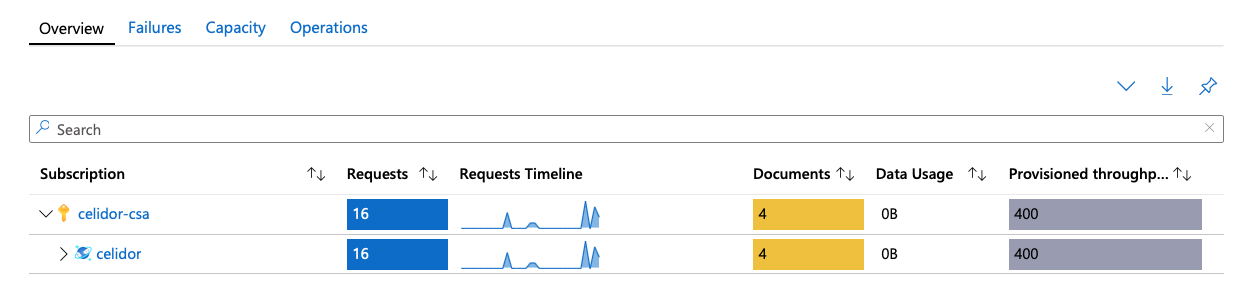 Overview Failures Capacity Operations
Search
Subscription Requests Requests Timeline Documents Data Usage Provisioned throughp...
celidor-csa 16 4 0B 400
celidor 16 4 0B 400